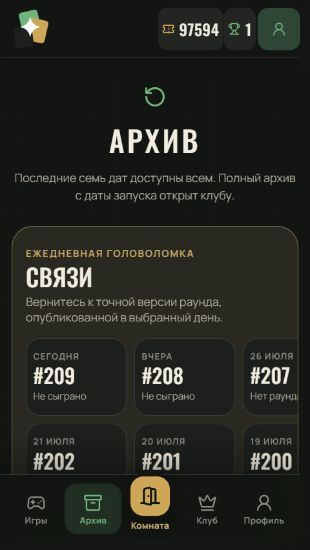 97594
1
АРХИВ
Последние семь дат доступны всем. Полный архив
с даты запуска открыт клубу.
ЕЖЕДНЕВНАЯ ГОЛОВОЛОМКА
СВЯЗИ
Вернитесь к точной версии раунда,
опубликованной в выбранный день.
СЕГОДНЯ
#209
Не сыграно
ВЧЕРА
#208
Не сыграно
26 ИЮЛЯ
#207
Нет раунда
21 ИЮЛЯ
#202
20 ИЮЛЯ
#201
19 ИЮЛЯ
#200
Игры
Архив
Комната
Клуб
Профиль